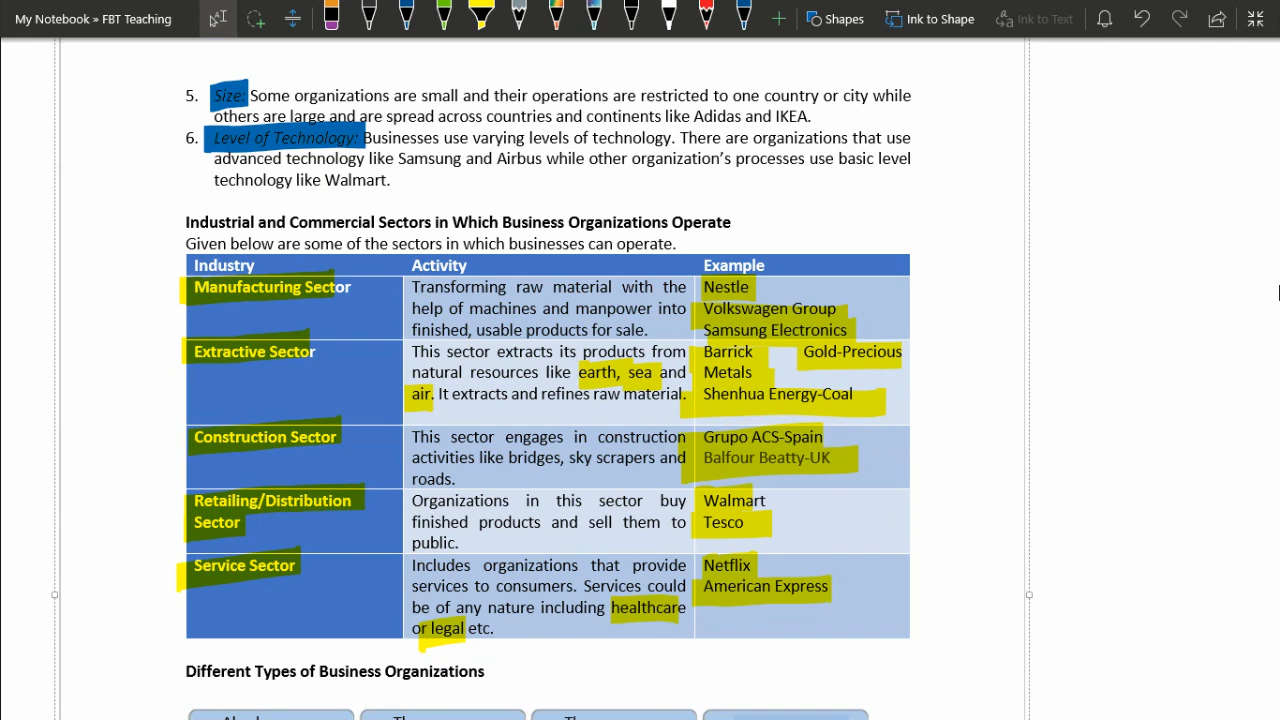 My Notebook » FBT Teaching
Shapes
Ink to Shape
Ink to Text
5. Size: Some organizations are small and their operations are restricted to one country or city while
others are large and are spread across countries and continents like Adidas and IKEA.
6. Level of Technology: Businesses use varying levels of technology. There are organizations that use
advanced technology like Samsung and Airbus while other organization's processes use basic level
technology like Walmart.
Industrial and Commercial Sectors in Which Business Organizations Operate
Given below are some of the sectors in which businesses can operate.
Industry Activity Example
Manufacturing Sector Transforming raw material with the Nestle
help of machines and manpower into Volkswagen Group
finished, usable products for sale. Samsung Electronics
Extractive Sector This sector extracts its products from Barrick Gold-Precious
natural resources like earth, sea and Metals
air. It extracts and refines raw material. Shenhua Energy-Coal
Construction Sector This sector engages in construction Grupo ACS-Spain
activities like bridges, sky scrapers and Balfour Beatty-UK
roads.
Retailing/Distribution Organizations in this sector buy Walmart
Sector finished products and sell them to Tesco
public.
Service Sector Includes organizations that provide Netflix
services to consumers. Services could American Express
be of any nature including healthcare
or legal etc.
Different Types of Business Organizations